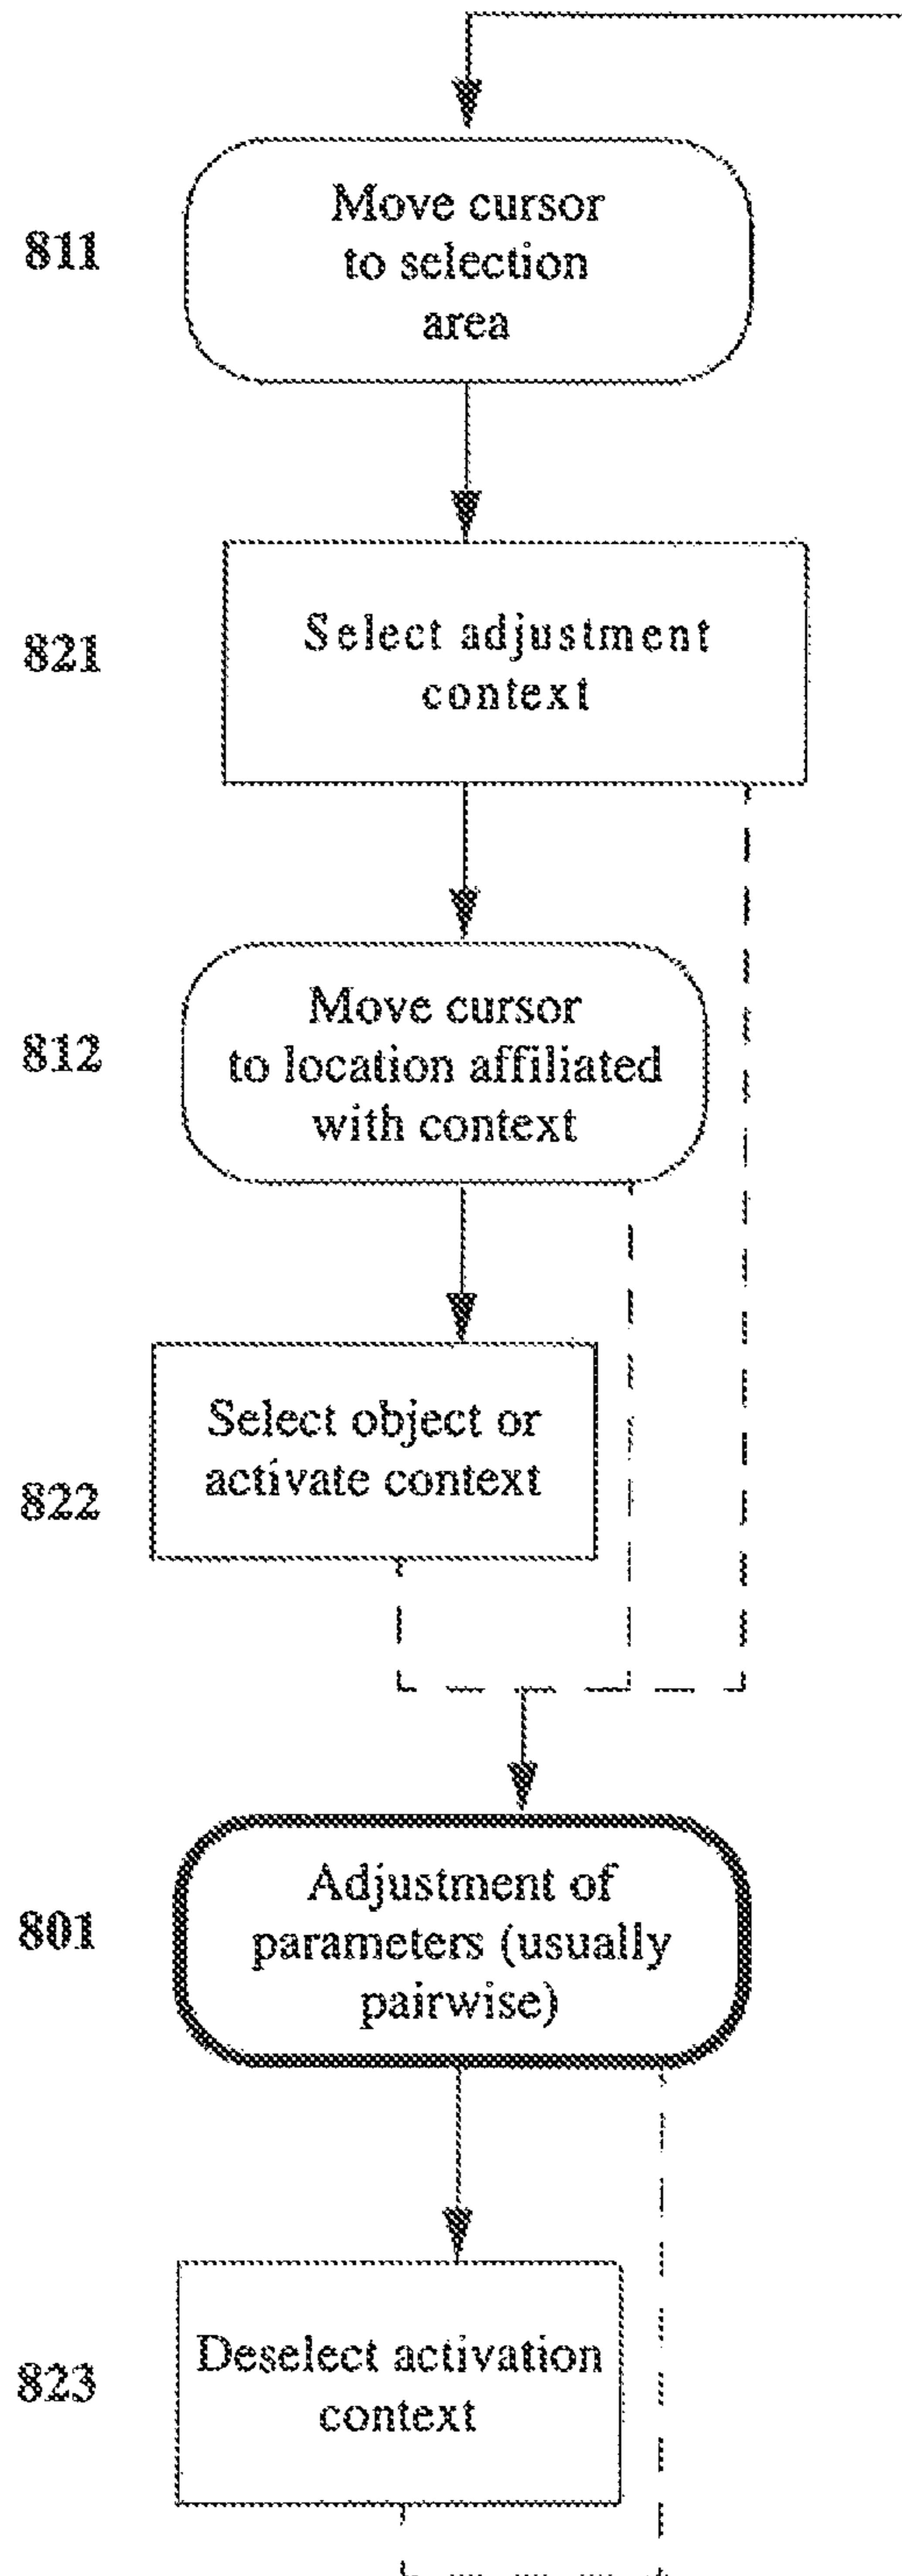 811
Move cursor
to selection
area
821
Select adjustment
context
812
Move cursor
to location affiliated
with context
822
Select object or
activate context
801
Adjustment of
parameters (usually
pairwise)
823
Deselect activation
context